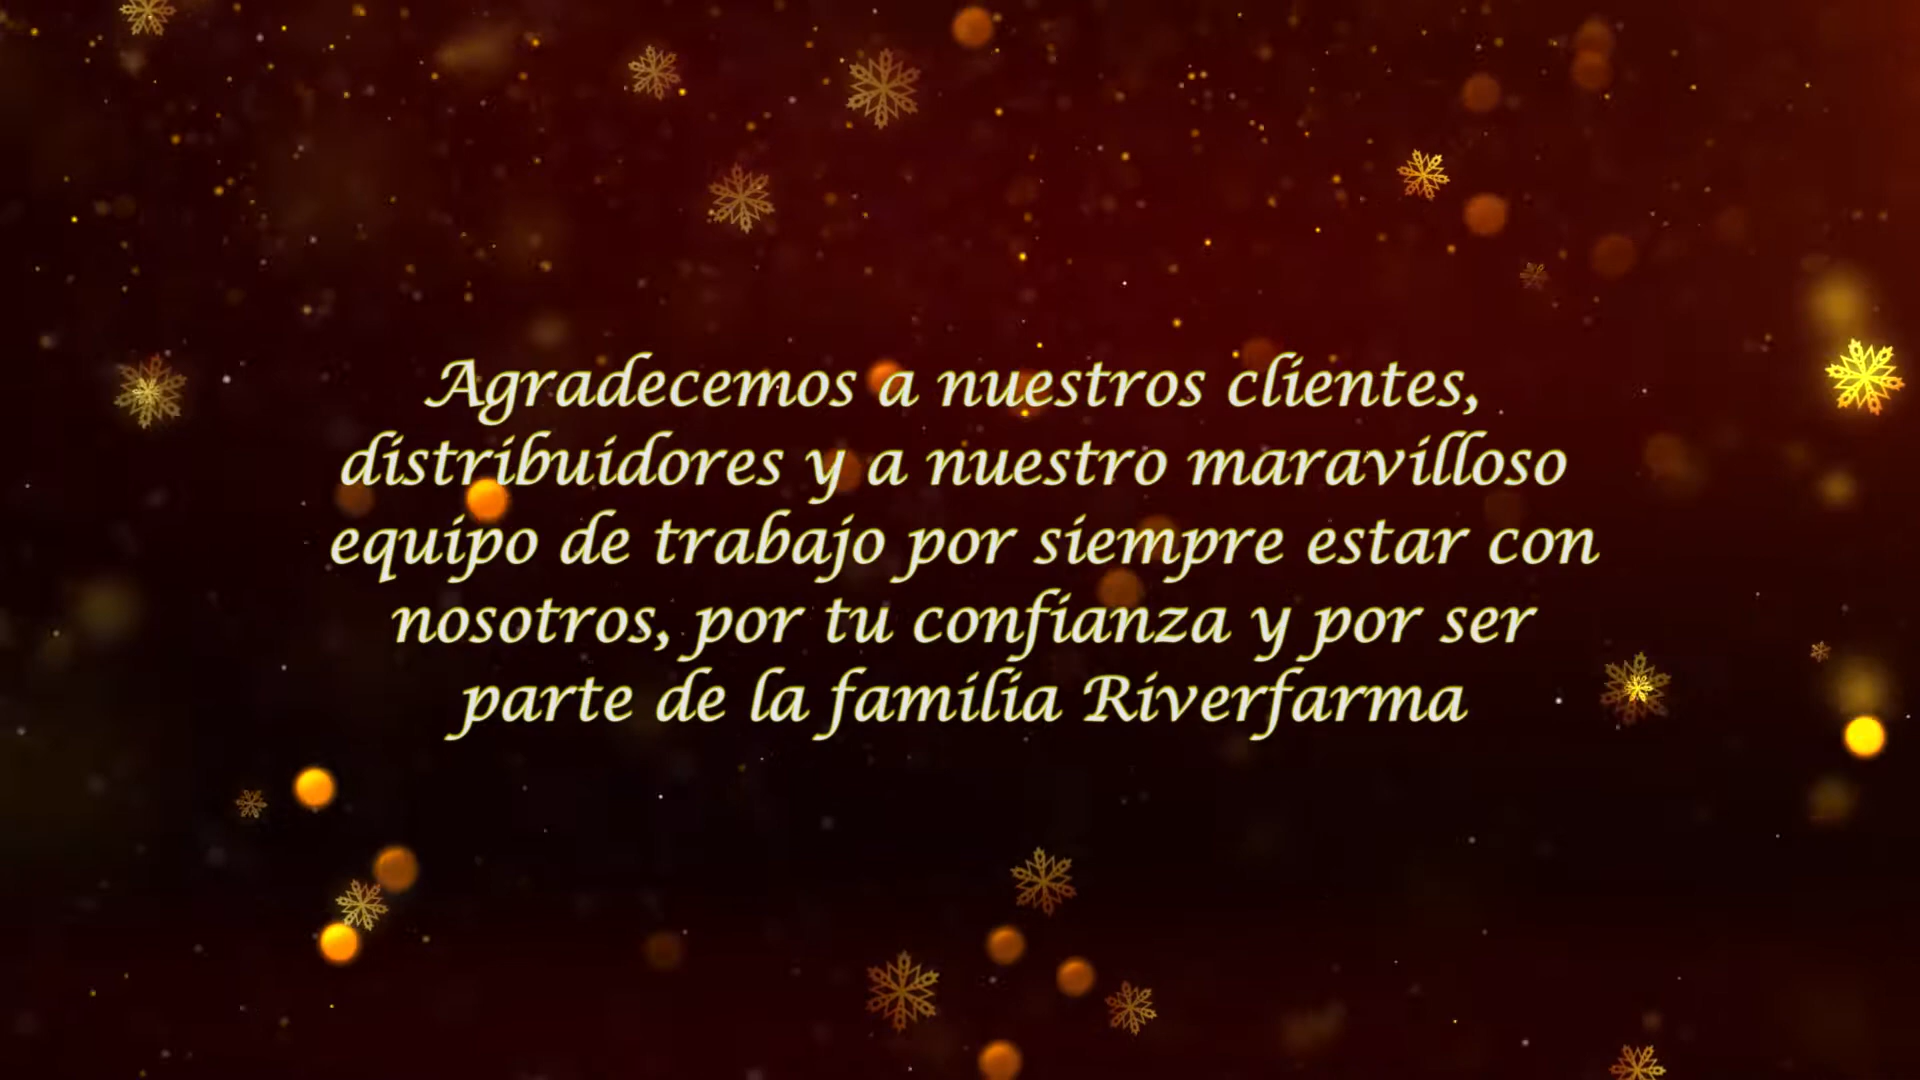 Agradecemos a nuestros clientes,
distribuidores y a nuestro maravilloso
equipo de trabajo por siempre estar con
nosotros, por tu confianza y por ser
parte de la familia Riverfarma